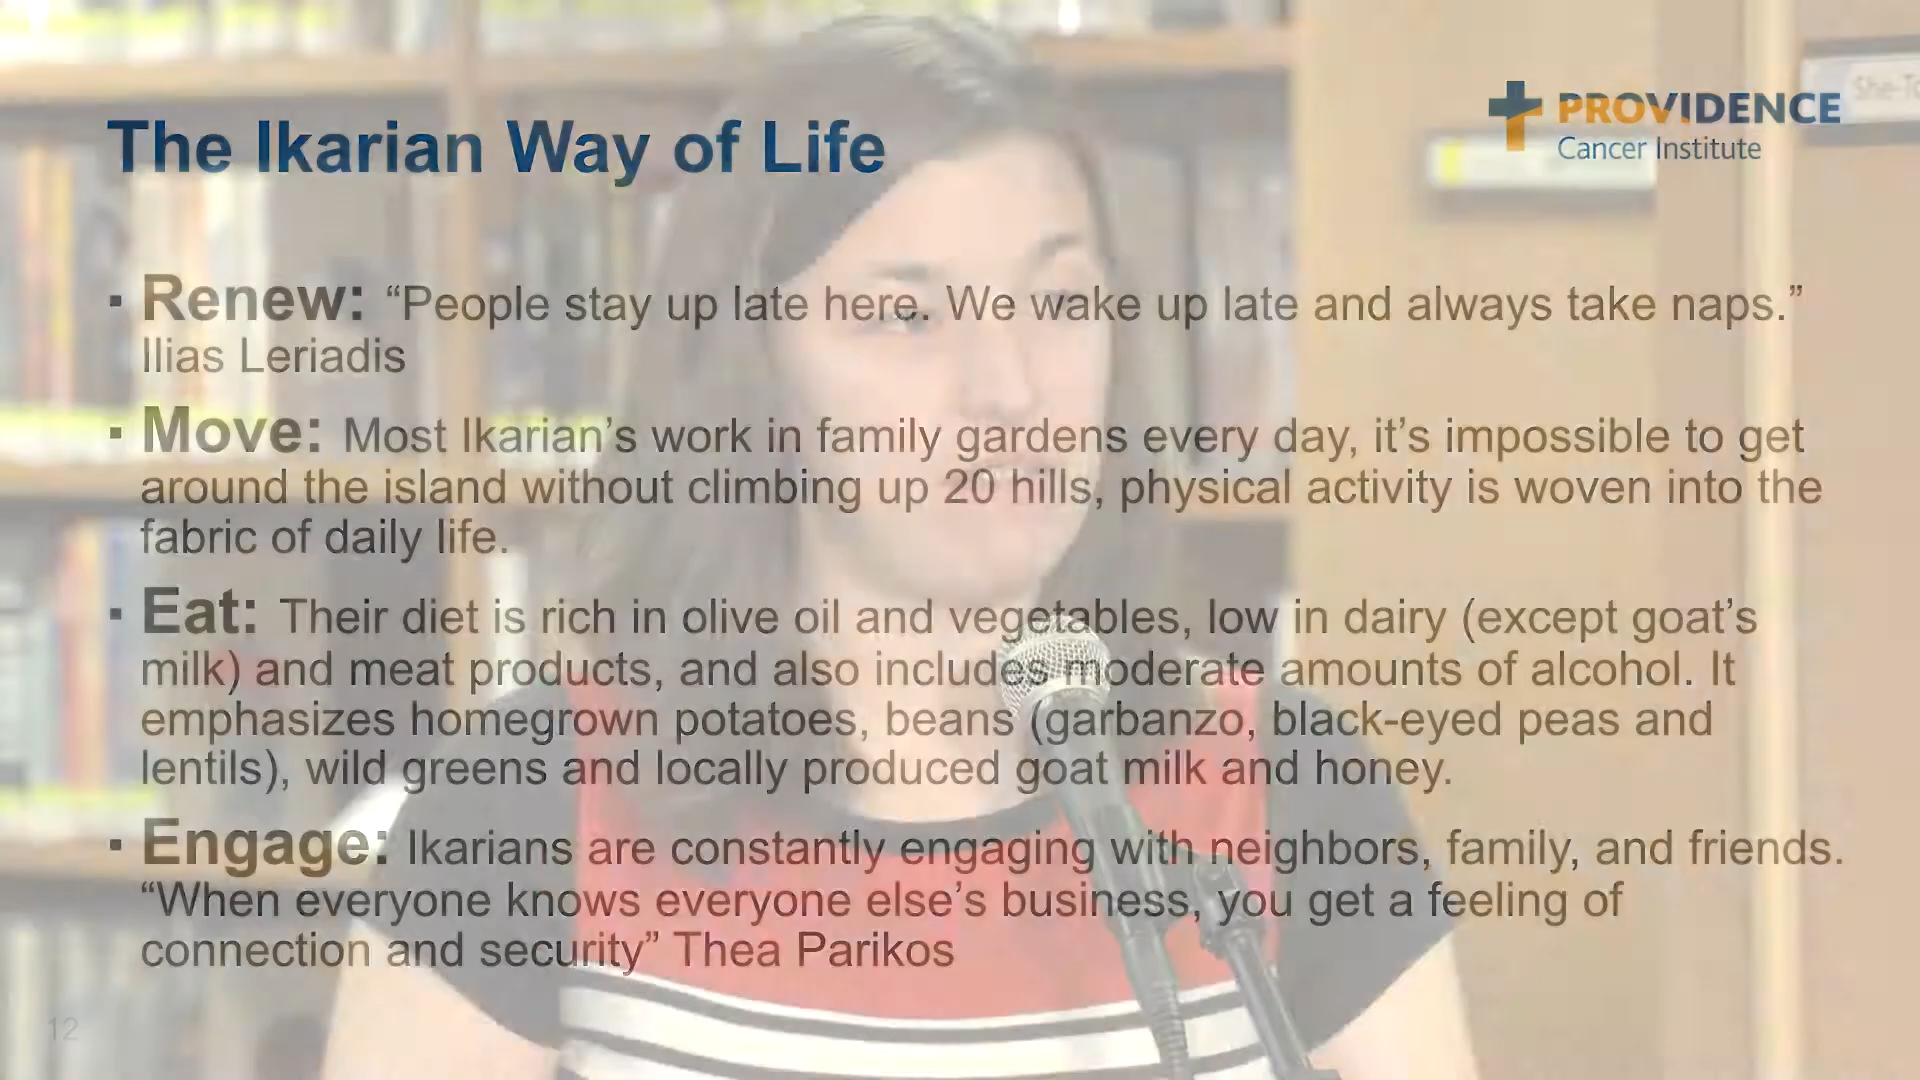 The Ikarian Way of Life
PROVIDENCE
Cancer Institute
She-To
▪ Renew: “People stay up late here. We wake up late and always take naps.”
Ilias Leriadis
▪ Move: Most Ikarian’s work in family gardens every day, it’s impossible to get
around the island without climbing up 20 hills, physical activity is woven into the
fabric of daily life.
▪ Eat: Their diet is rich in olive oil and vegetables, low in dairy (except goat’s
milk) and meat products, and also includes moderate amounts of alcohol. It
emphasizes homegrown potatoes, beans (garbanzo, black-eyed peas and
lentils), wild greens and locally produced goat milk and honey.
▪ Engage: Ikarians are constantly engaging with neighbors, family, and friends.
“When everyone knows everyone else’s business, you get a feeling of
connection and security” Thea Parikos
12